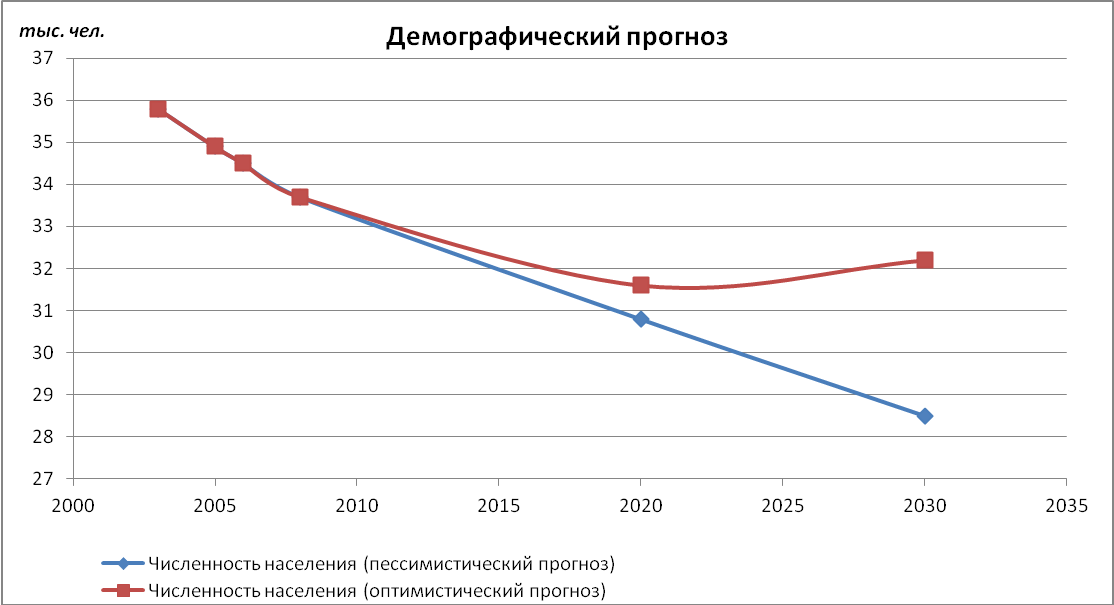 тыс. чел.
Демографический прогноз
37
36
35
34
33
32
31
30
29
28
27
2000 2005 2010 2015 2020 2025 2030 2035
Численность населения (пессимистический прогноз)
Численность населения (оптимистический прогноз)